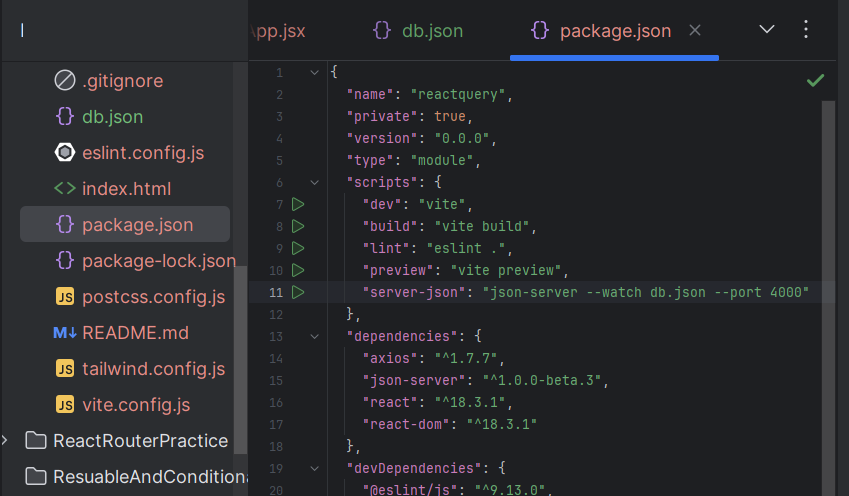 pp.jsx
{} db.json
{} package.json
.gitignore
{} db.json
eslint.config.js
<> index.html
{} package.json
{} package-lock.json
JS postcss.config.js
M↓ README.md
JS tailwind.config.js
JS vite.config.js
ReactRouterPractice
ResuableAndConditiona
1 {
2 "name": "reactquery",
3 "private": true,
4 "version": "0.0.0",
5 "type": "module",
6 "scripts": {
7 "dev": "vite",
8 "build": "vite build",
9 "lint": "eslint .",
10 "preview": "vite preview",
11 "server-json": "json-server --watch db.json --port 4000"
12 },
13 "dependencies": {
14 "axios": "^1.7.7",
15 "json-server": "^1.0.0-beta.3",
16 "react": "^18.3.1",
17 "react-dom": "^18.3.1"
18 },
19 "devDependencies": {
20 "@eslint/js": "^9.13.0",